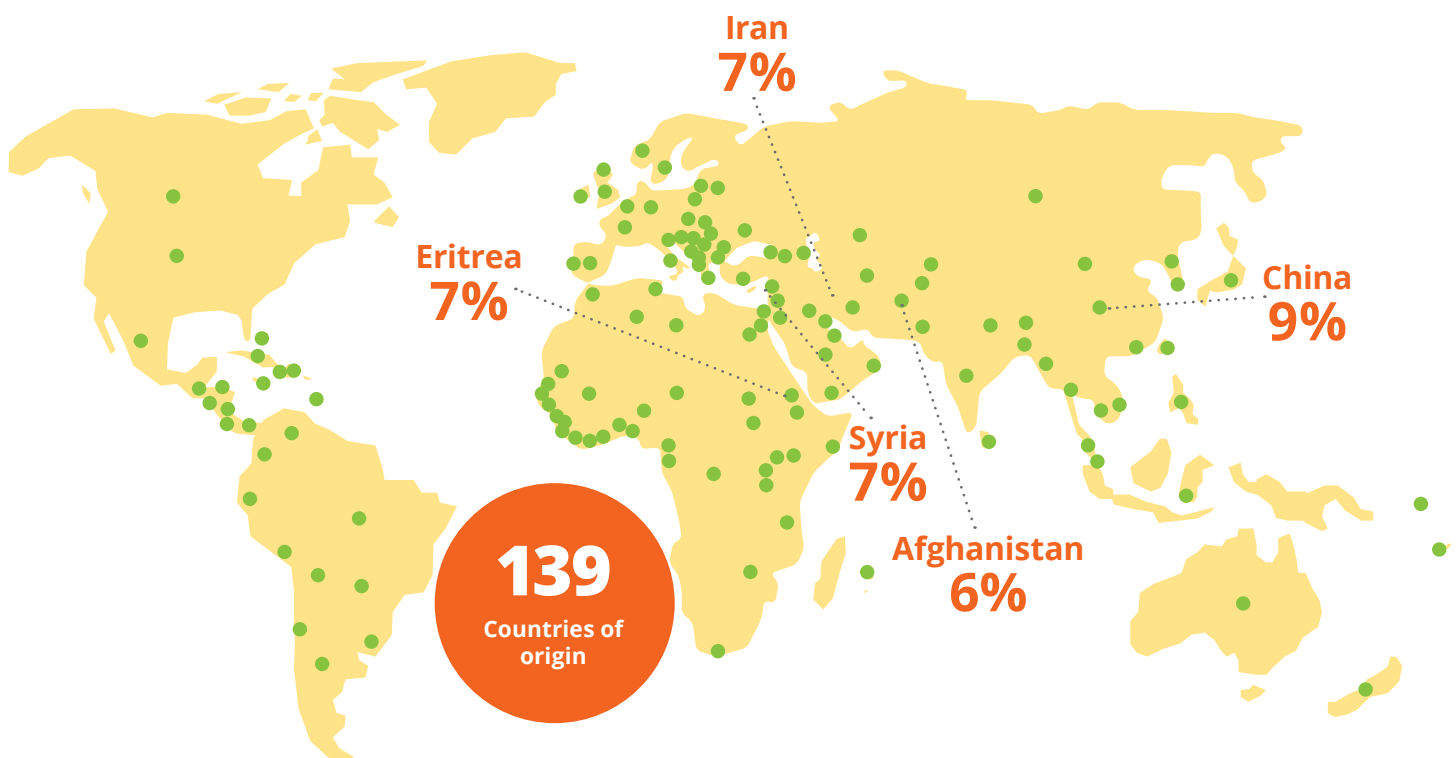 Iran
7%
Eritrea
7%
China
9%
Syria
7%
Afghanistan
6%
139
Countries of
origin